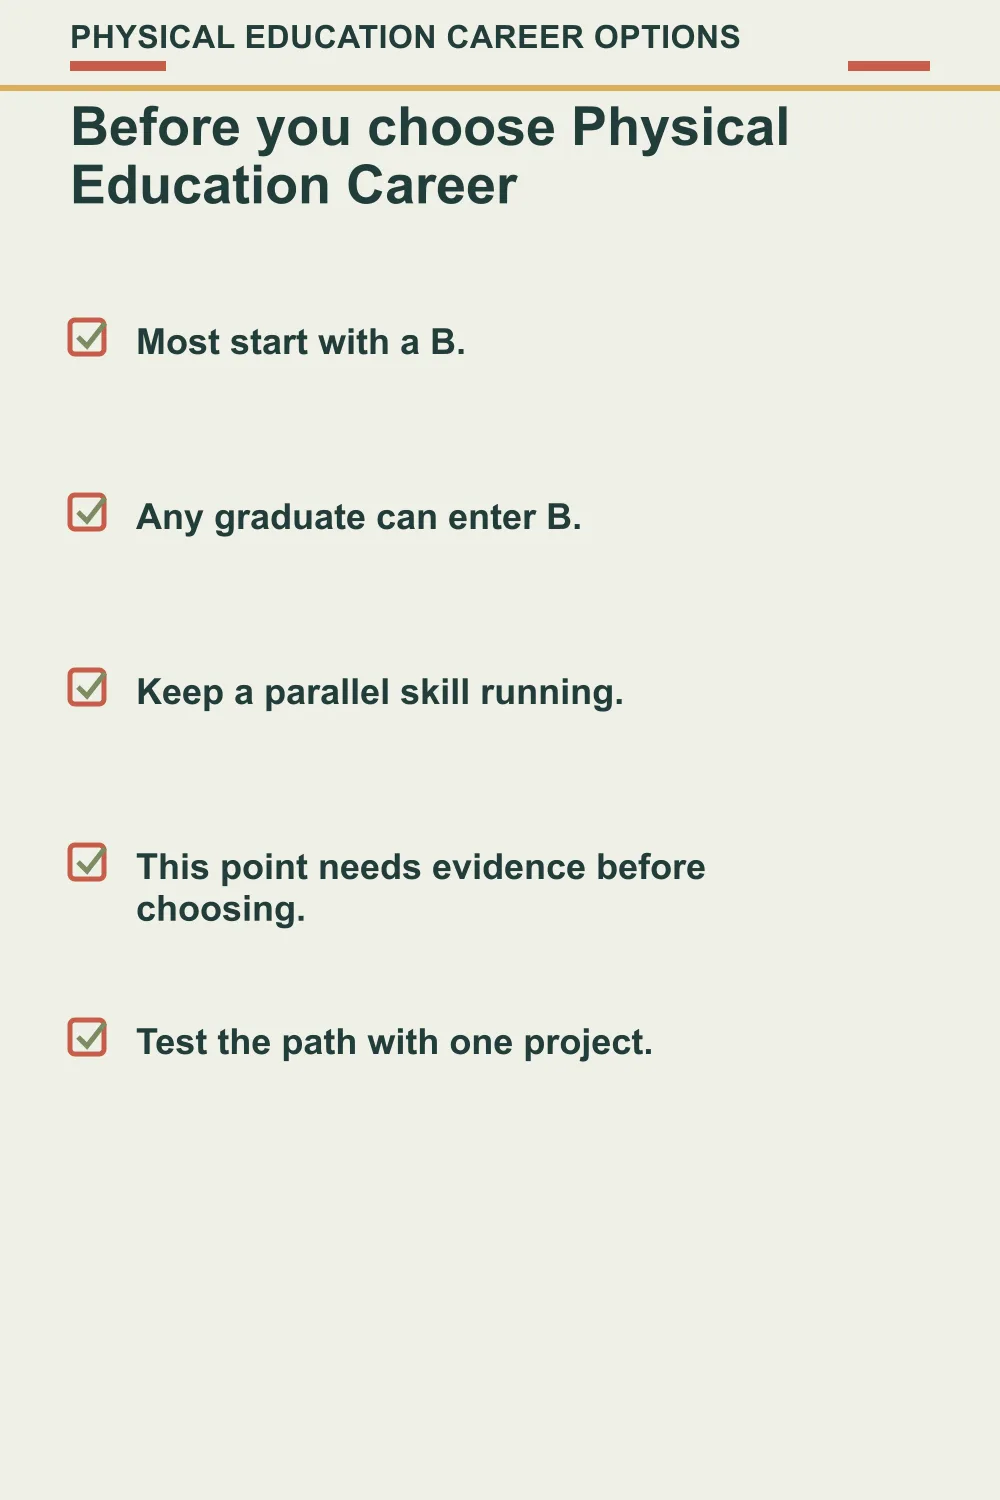 PHYSICAL EDUCATION CAREER OPTIONS
Before you choose Physical
Education Career
Most start with a B.
Any graduate can enter B.
Keep a parallel skill running.
This point needs evidence before
choosing.
Test the path with one project.